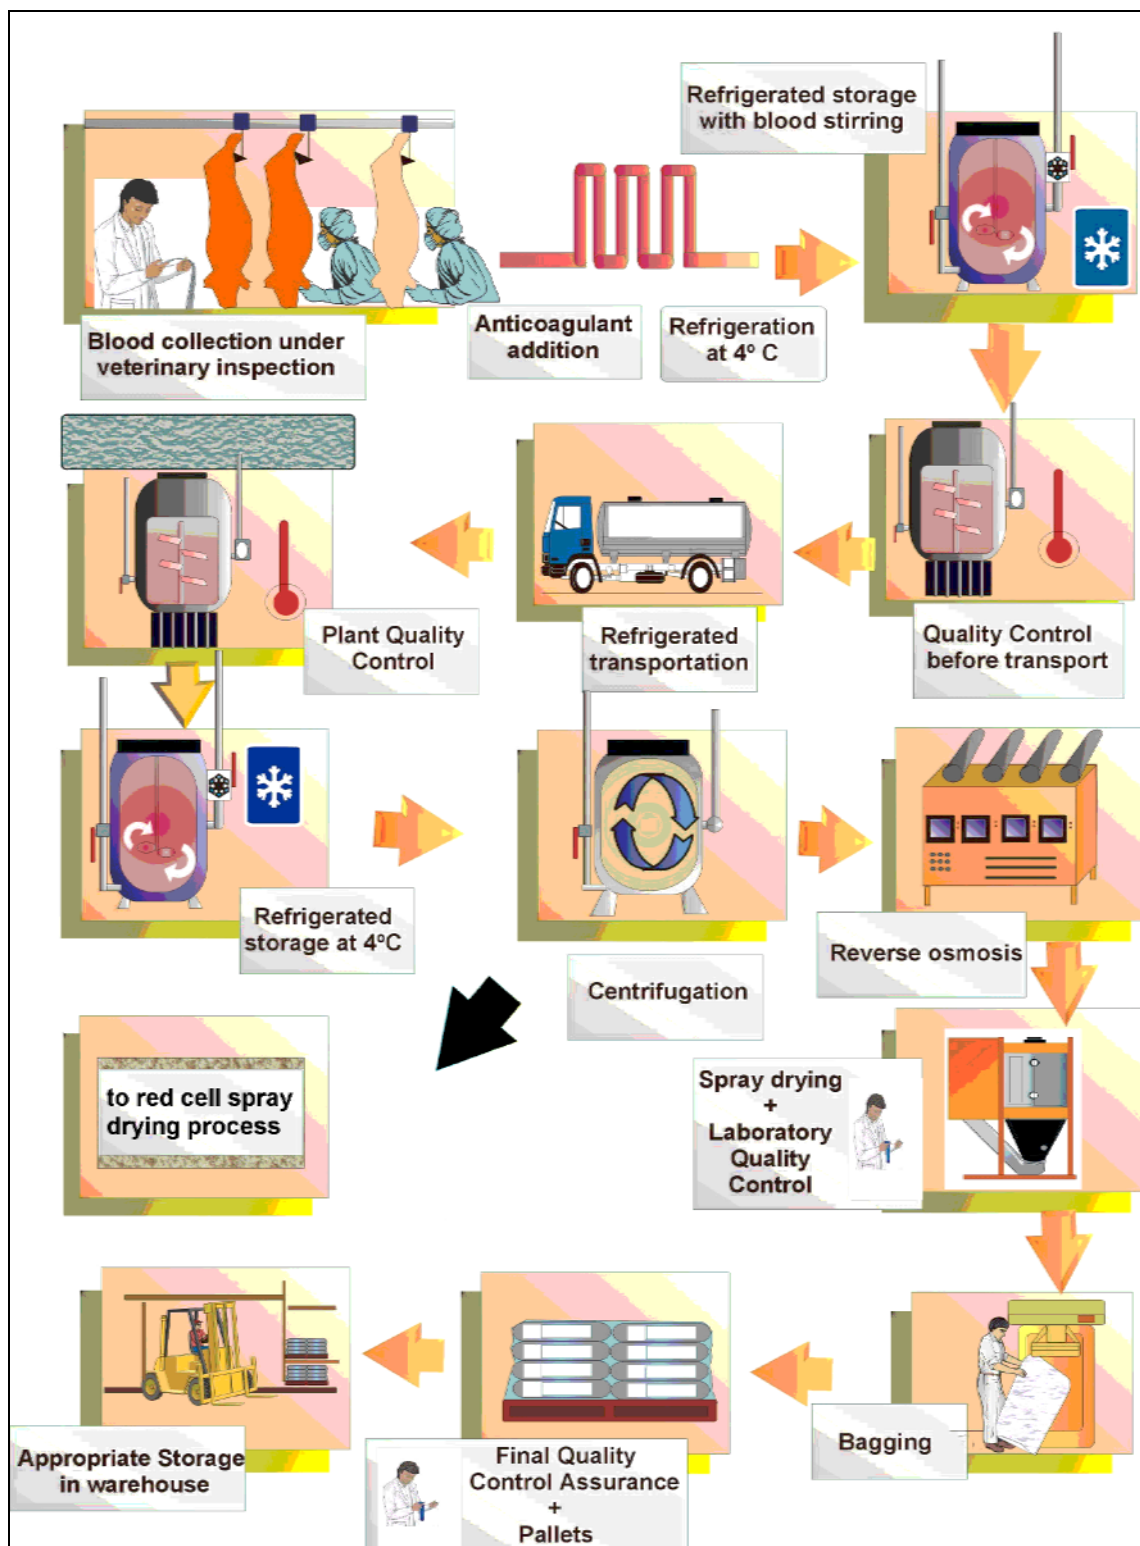 Refrigerated storage
with blood stirring
Blood collection under
veterinary inspection
Anticoagulant
addition
Refrigeration
at 4º C
Plant Quality
Control
Refrigerated
transportation
Quality Control
before transport
Refrigerated
storage at 4ºC
Centrifugation
Reverse osmosis
to red cell spray
drying process
Spray drying
+
Laboratory
Quality
Control
Appropriate Storage
in warehouse
Final Quality
Control Assurance
+
Pallets
Bagging